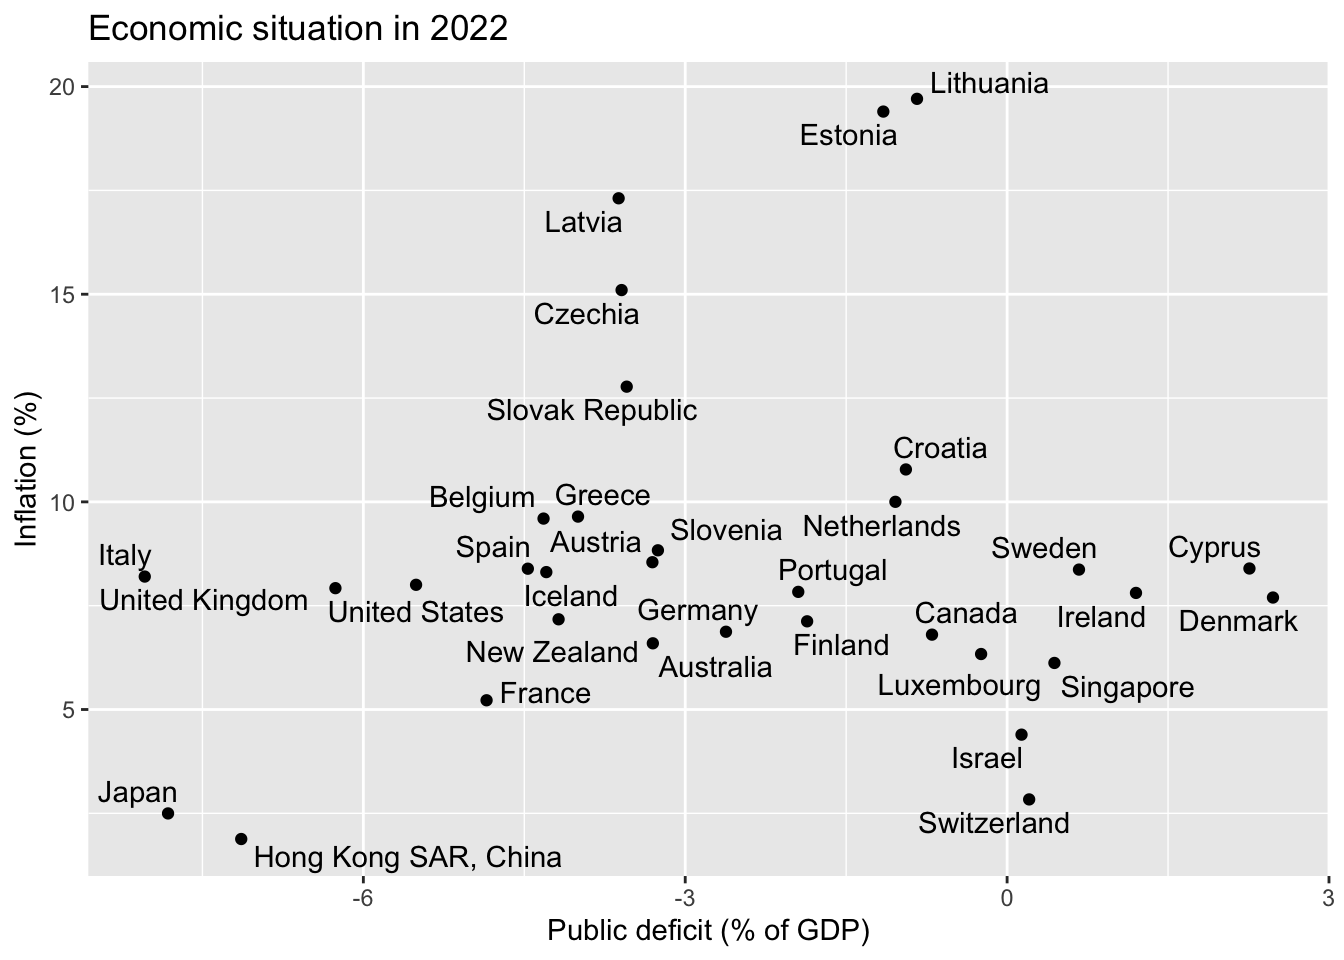 Economic situation in 2022
20
Lithuania
Estonia
Latvia
15
Czechia
Slovak Republic
Croatia
10
Belgium
Greece
Netherlands
Slovenia
Austria
Spain
Sweden
Cyprus
Italy
Portugal
United Kingdom
United States
Iceland
Germany
Canada
Ireland
Denmark
New Zealand
Finland
Australia
France
Luxembourg
Singapore
5
Israel
Japan
Switzerland
Hong Kong SAR, China
Inflation (%)
-6
-3
0
3
Public deficit (% of GDP)